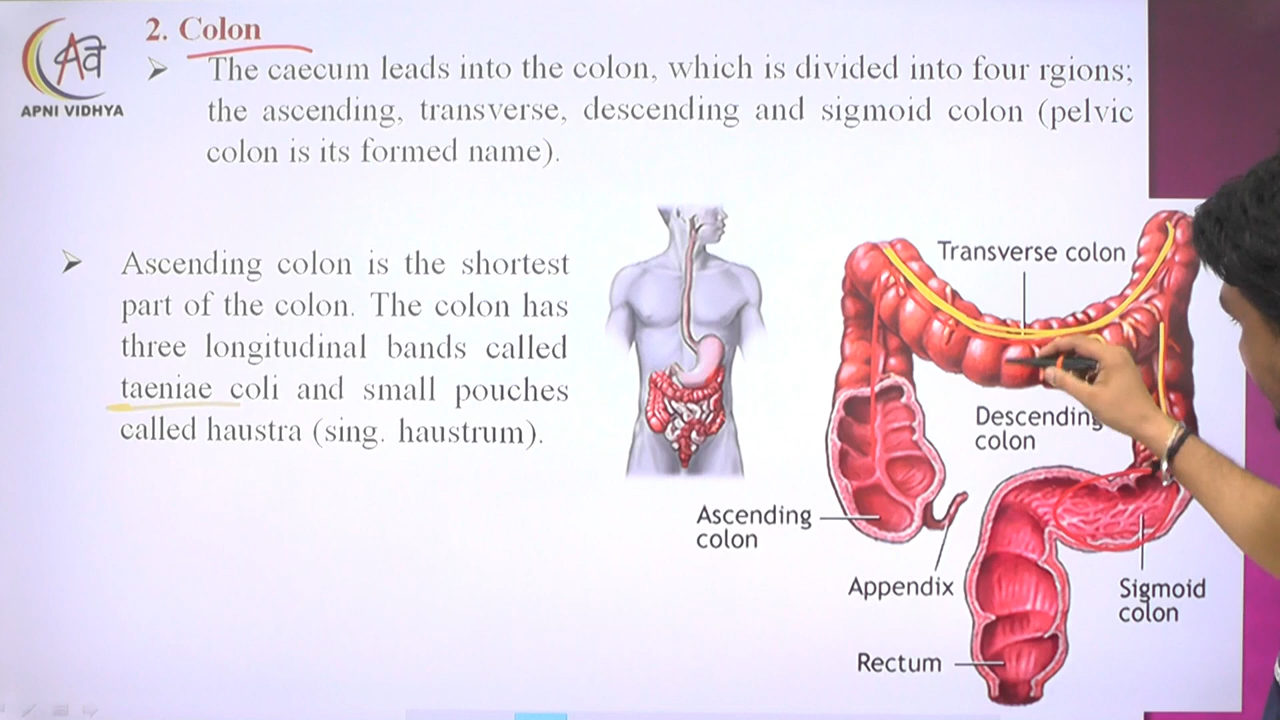 Aवे
APNI VIDHYA
2. Colon
➤ The caecum leads into the colon, which is divided into four rgions;
the ascending, transverse, descending and sigmoid colon (pelvic
colon is its formed name).
➤ Ascending colon is the shortest
part of the colon. The colon has
three longitudinal bands called
taeniae coli and small pouches
called haustra (sing. haustrum).
Transverse colon
Descending
colon
Ascending
colon
Appendix
Sigmoid
colon
Rectum